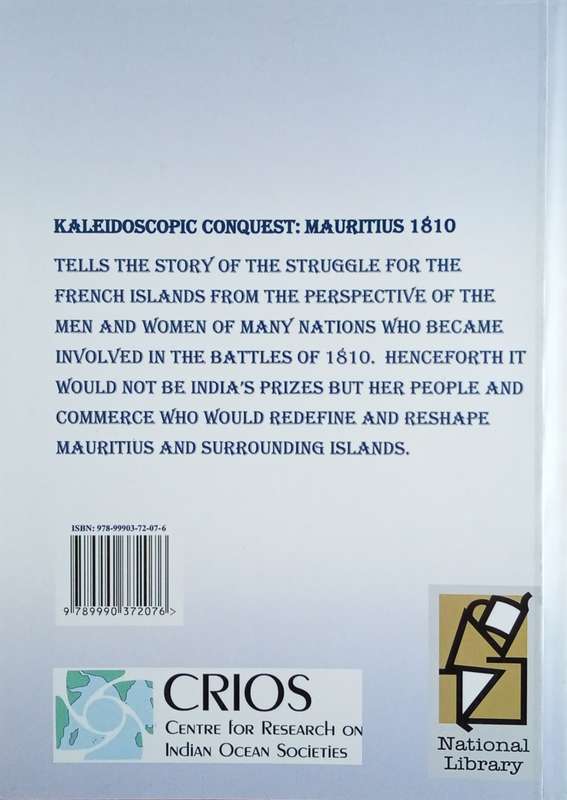 KALEIDOSCOPIC CONQUEST: MAURITIUS 1810
TELLS THE STORY OF THE STRUGGLE FOR THE
FRENCH ISLANDS FROM THE PERSPECTIVE OF THE
MEN AND WOMEN OF MANY NATIONS WHO BECAME
INVOLVED IN THE BATTLES OF 1810. HENCEFORTH IT
WOULD NOT BE INDIA'S PRIZES BUT HER PEOPLE AND
COMMERCE WHO WOULD REDEFINE AND RESHAPE
MAURITIUS AND SURROUNDING ISLANDS.
ISBN: 978-99903-72-07-6
9 789990 372076 >
CRIOS
CENTRE FOR RESEARCH ON
INDIAN OCEAN SOCIETIES
National
Library